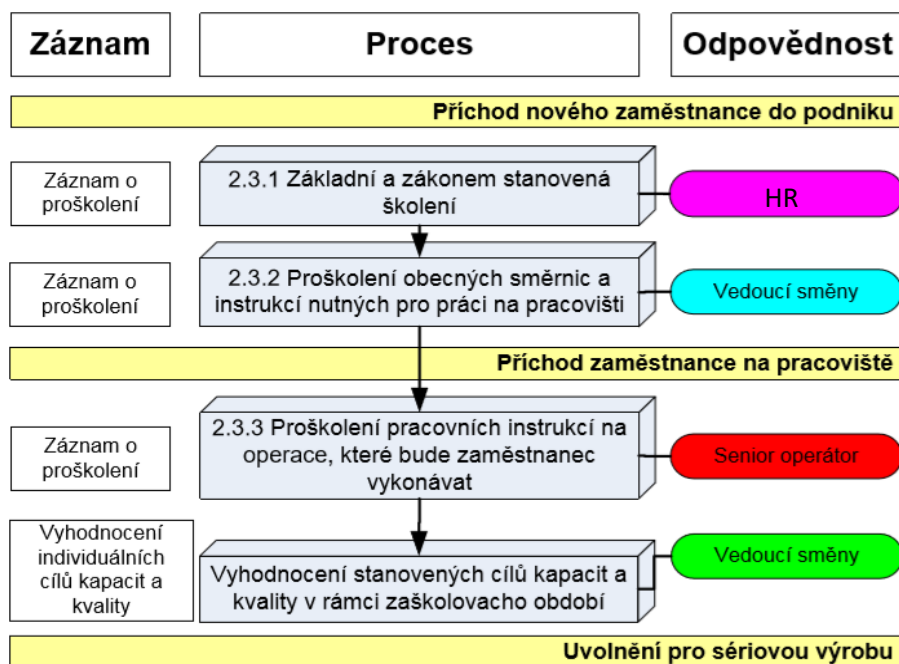 Záznam
Proces
Odpovědnost
Příchod nového zaměstnance do podniku
Záznam o
proškolení
2.3.1 Základní a zákonem stanovená
školení
HR
Záznam o
proškolení
2.3.2 Proškolení obecných směrnic a
instrukcí nutných pro práci na pracovišti
Vedoucí směny
Příchod zaměstnance na pracoviště
Záznam o
proškolení
2.3.3 Proškolení pracovních instrukcí na
operace, které bude zaměstnanec
vykonávat
Senior operátor
Vyhodnocení
individuálních
cílů kapacit a
kvality
Vyhodnocení stanovených cílů kapacit a
kvality v rámci zaškolovacho období
Vedoucí směny
Uvolnění pro sériovou výrobu